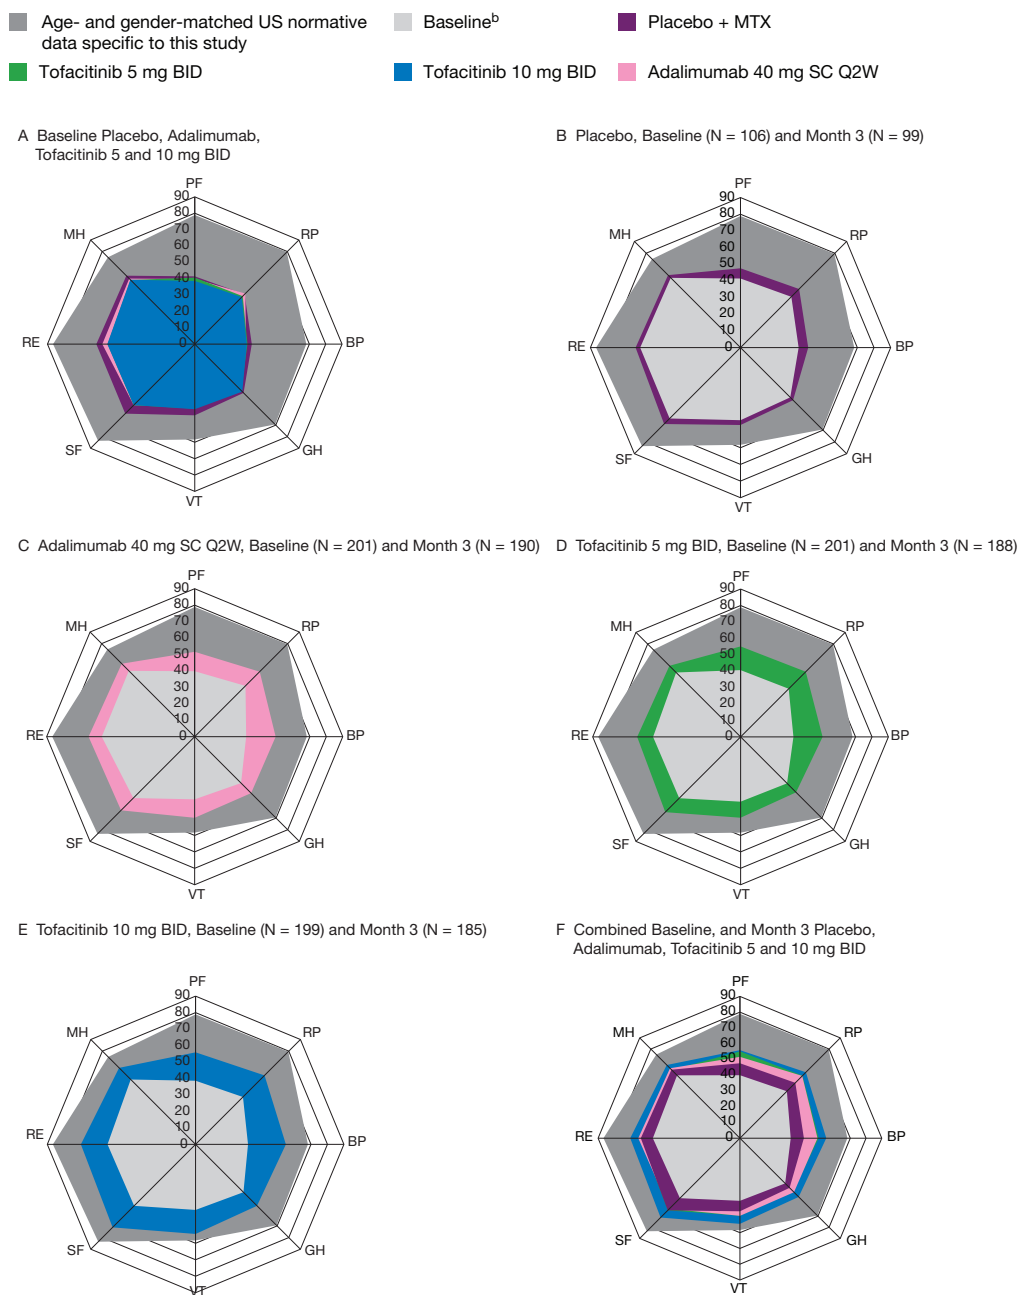 Age- and gender-matched US normative
data specific to this study
Baselineᵇ
Placebo + MTX
Tofacitinib 5 mg BID
Tofacitinib 10 mg BID
Adalimumab 40 mg SC Q2W
A Baseline Placebo, Adalimumab,
Tofacitinib 5 and 10 mg BID
PF
90
80
70
60
50
40
30
20
10
0
RP
BP
GH
VT
SF
RE
MH
B Placebo, Baseline (N = 106) and Month 3 (N = 99)
PF
90
80
70
60
50
40
30
20
10
0
RP
BP
GH
VT
SF
RE
MH
C Adalimumab 40 mg SC Q2W, Baseline (N = 201) and Month 3 (N = 190)
PF
90
80
70
60
50
40
30
20
10
0
RP
BP
GH
VT
SF
RE
MH
D Tofacitinib 5 mg BID, Baseline (N = 201) and Month 3 (N = 188)
PF
90
80
70
60
50
40
30
20
10
0
RP
BP
GH
VT
SF
RE
MH
E Tofacitinib 10 mg BID, Baseline (N = 199) and Month 3 (N = 185)
PF
90
80
70
60
50
40
30
20
10
0
RP
BP
GH
VT
SF
RE
MH
F Combined Baseline, and Month 3 Placebo,
Adalimumab, Tofacitinib 5 and 10 mg BID
PF
90
80
70
60
50
40
30
20
10
0
RP
BP
GH
VT
SF
RE
MH